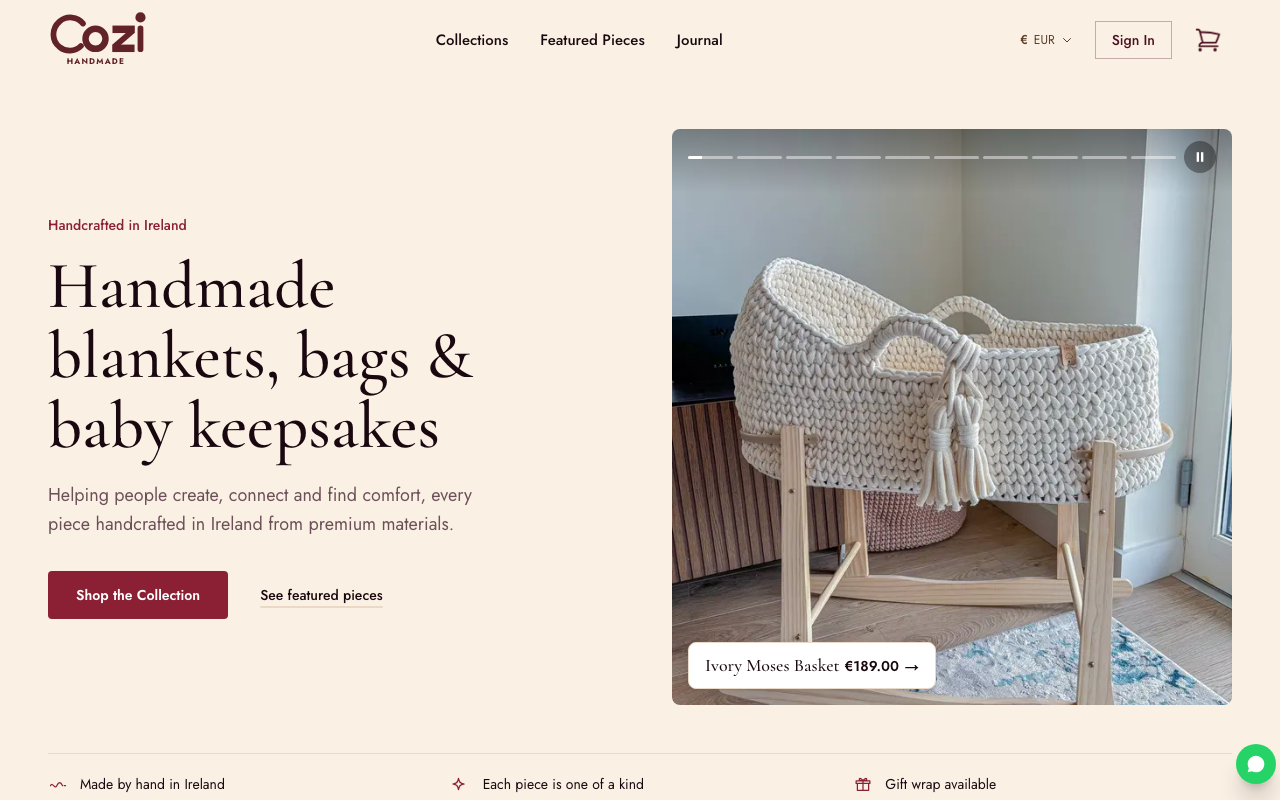 Cozi
HANDMADE
Collections
Featured Pieces
Journal
€ EUR
Sign In
Handcrafted in Ireland
Handmade
blankets, bags &
baby keepsakes
Helping people create, connect and find comfort, every
piece handcrafted in Ireland from premium materials.
Shop the Collection
See featured pieces
Ivory Moses Basket €189.00 →
Made by hand in Ireland
Each piece is one of a kind
Gift wrap available